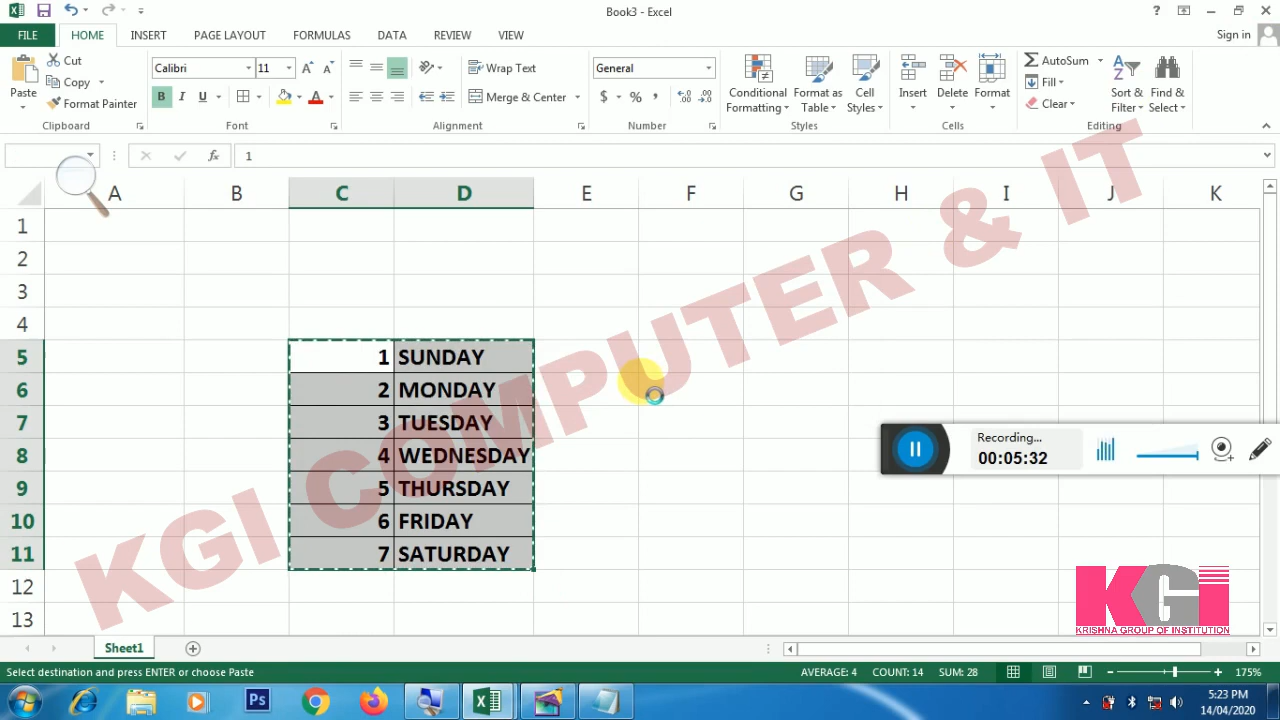 Book3 - Excel
FILE HOME INSERT PAGE LAYOUT FORMULAS DATA REVIEW VIEW Sign in
Paste Cut Copy Format Painter Clipboard
Calibri 11 B I U A A A Font
Wrap Text Merge & Center Alignment
General $ % , Number
Conditional Formatting Format as Table Cell Styles Styles
Insert Delete Format Cells
AutoSum Fill Clear Sort & Filter Find & Select Editing
fx 1
A B C D E F G H I J K
1
2
3
4
5 1 SUNDAY
6 2 MONDAY
7 3 TUESDAY
8 4 WEDNESDAY
9 5 THURSDAY
10 6 FRIDAY
11 7 SATURDAY
12
13
KGI COMPUTER & IT
Recording...
00:05:32
KGI
KRISHNA GROUP OF INSTITUTION
Sheet1
Select destination and press ENTER or choose Paste AVERAGE: 4 COUNT: 14 SUM: 28 175%
Ps
5:23 PM
14/04/2020